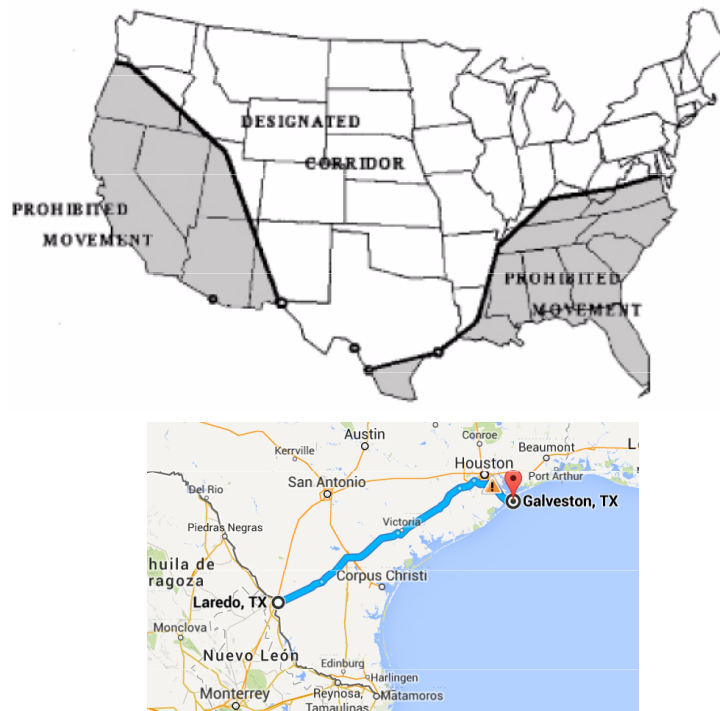 DESIGNATED
CORRIDOR
PROHIBITED
MOVEMENT
PROHIBITED
MOVEMENT
Austin
Conroe
Kerrville
Beaumont
Houston
San Antonio
Port Arthur
Del Rio
Galveston, TX
Piedras Negras
Victoria
huila de
ragoza
Corpus Christi
Laredo, TX
Monclova
Nuevo León
Edinburg
Harlingen
Monterrey
Reynosa,
Tamaulipas
Matamoros